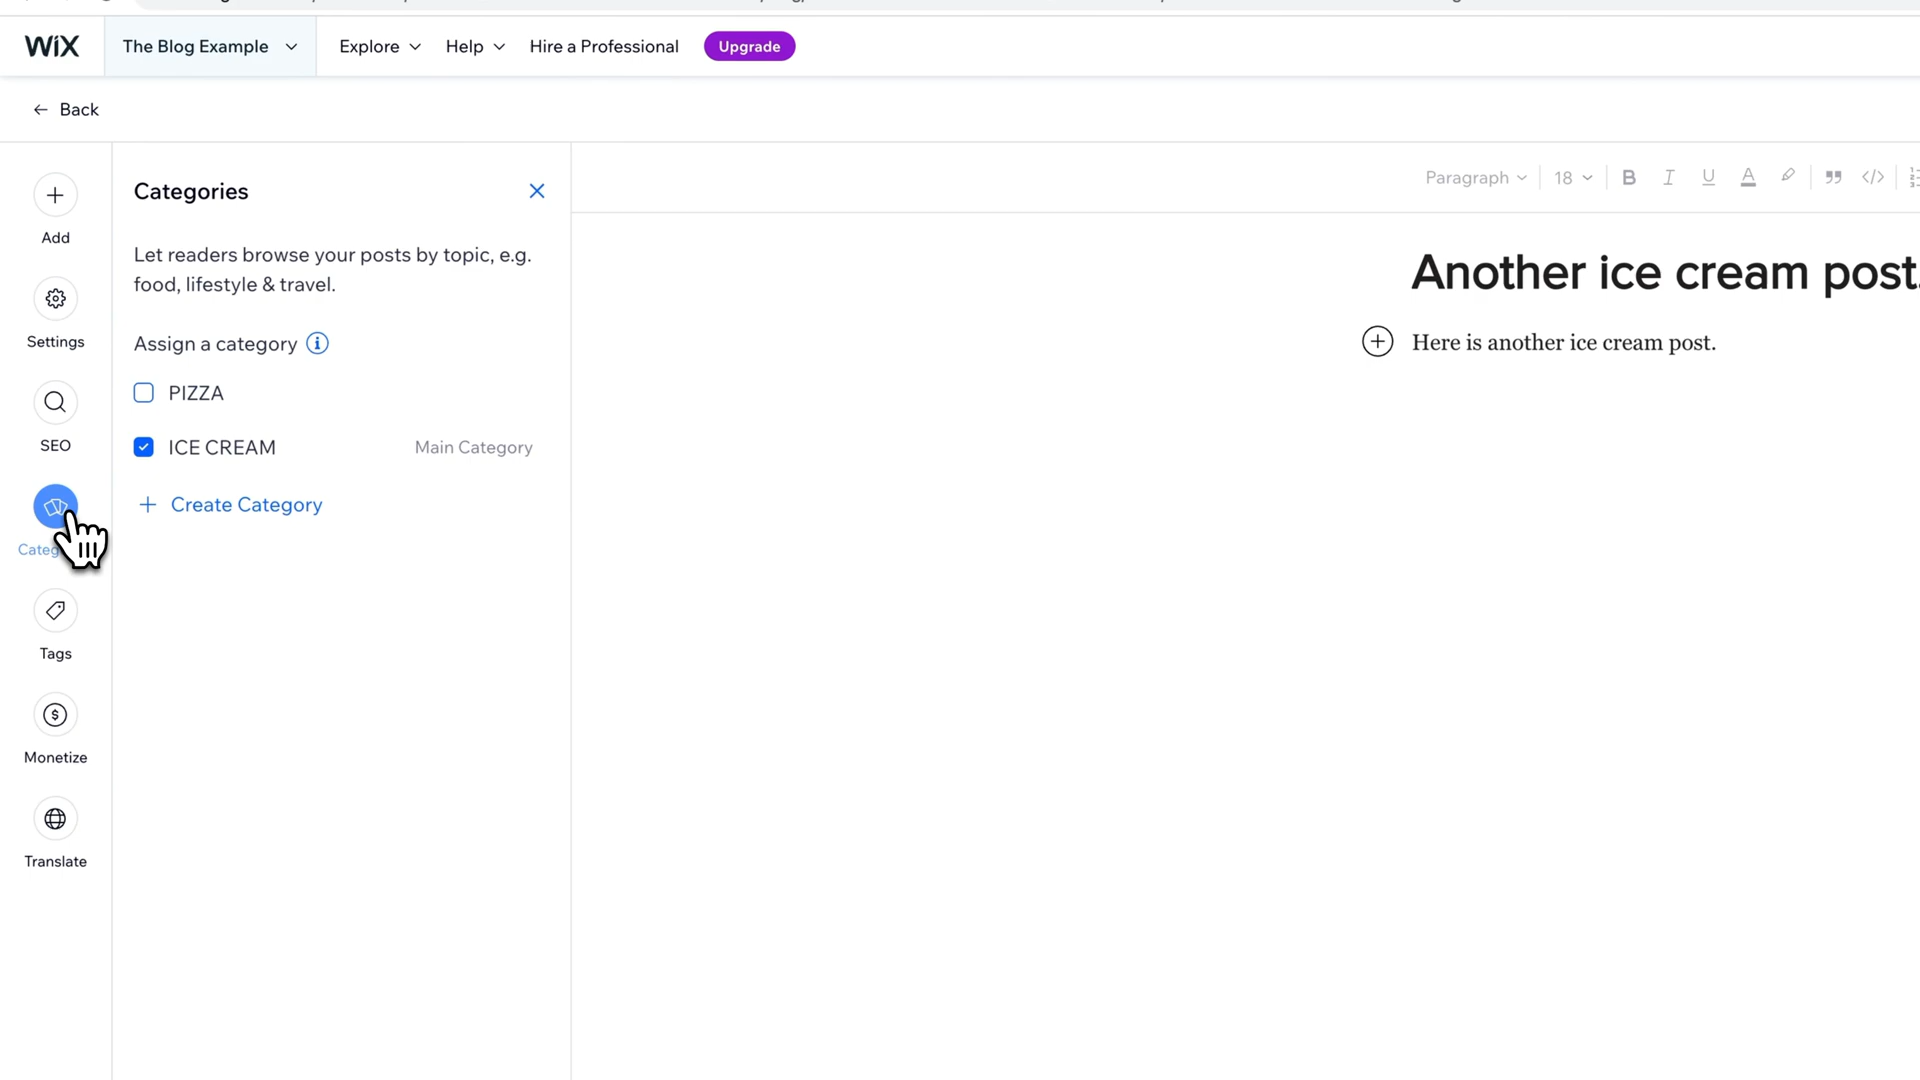 WiX
The Blog Example
Explore
Help
Hire a Professional
Upgrade
Back
Add
Settings
SEO
Tags
Monetize
Translate
Categories
Let readers browse your posts by topic, e.g.
food, lifestyle & travel.
Assign a category
PIZZA
ICE CREAM
Main Category
Create Category
Paragraph
18
B
I
U
A
Another ice cream post.
Here is another ice cream post.